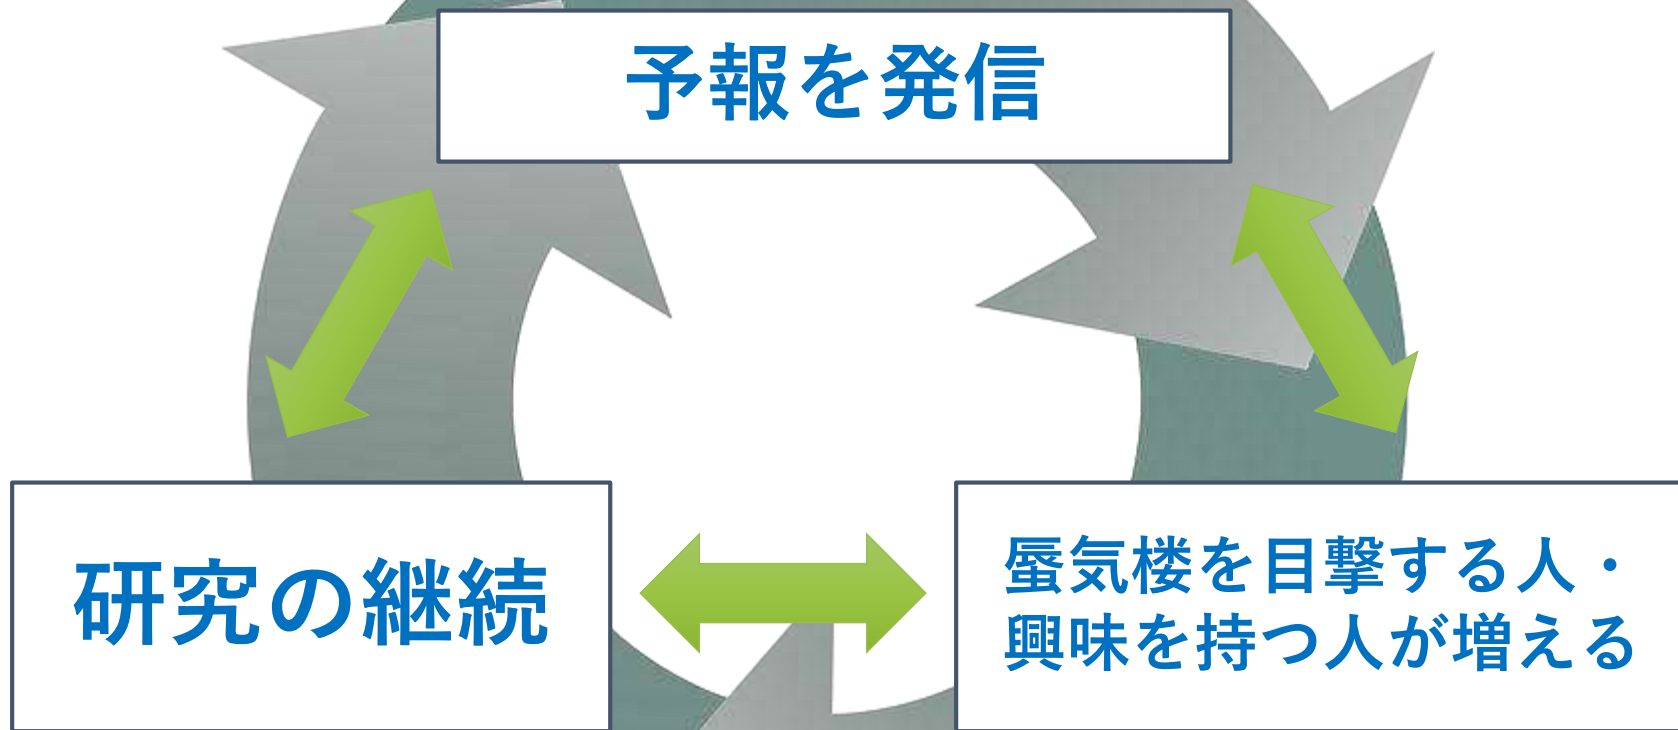 予報を発信
研究の継続
蜃気楼を目撃する人・
興味を持つ人が増える